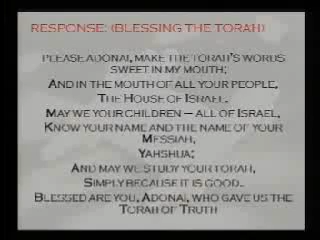 RESPONSE: (BLESSING THE TORAH)
PLEASE ADONAI, MAKE THE TORAH'S WORDS
SWEET IN MY MOUTH;
AND IN THE MOUTH OF ALL YOUR PEOPLE,
THE HOUSE OF ISRAEL.
MAY WE YOUR CHILDREN – ALL OF ISRAEL,
KNOW YOUR NAME AND THE NAME OF YOUR
MESSIAH,
YAHSHUA;
AND MAY WE STUDY YOUR TORAH,
SIMPLY BECAUSE IT IS GOOD.
BLESSED ARE YOU, ADONAI, WHO GAVE US THE
TORAH OF TRUTH